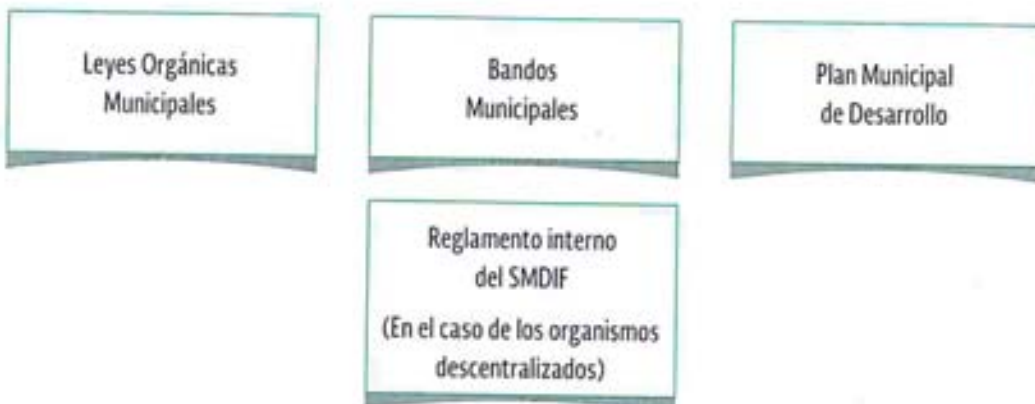 Leyes Orgánicas
Municipales
Bandos
Municipales
Plan Municipal
de Desarrollo
Reglamento interno
del SMDIF
(En el caso de los organismos
descentralizados)